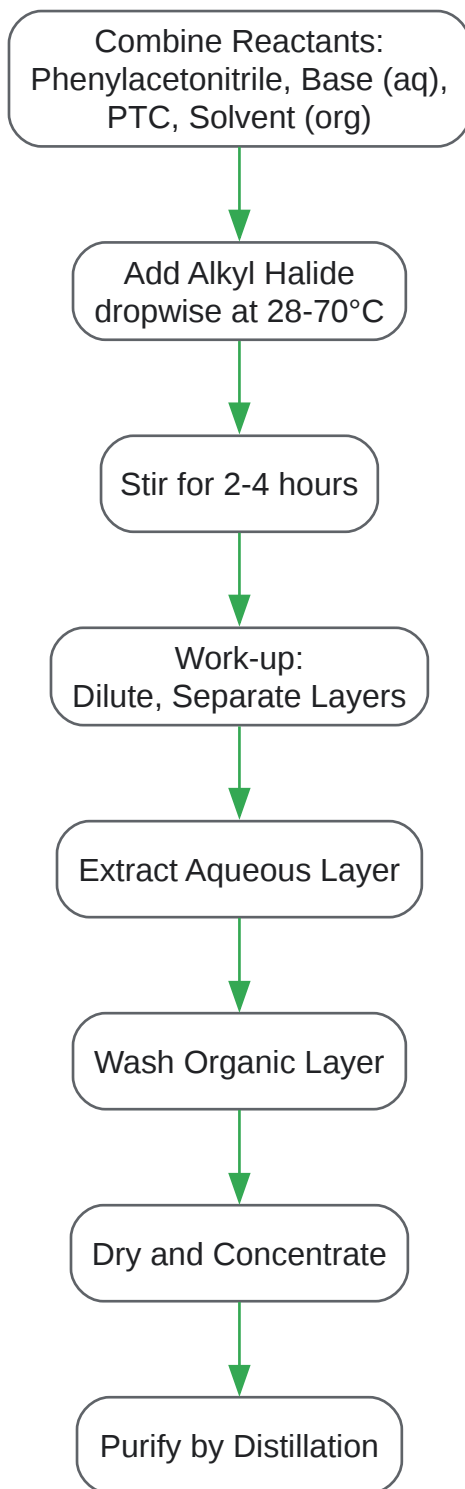 Combine Reactants:
Phenylacetonitrile, Base (aq),
PTC, Solvent (org)
Add Alkyl Halide
dropwise at 28-70°C
Stir for 2-4 hours
Work-up:
Dilute, Separate Layers
Extract Aqueous Layer
Wash Organic Layer
Dry and Concentrate
Purify by Distillation